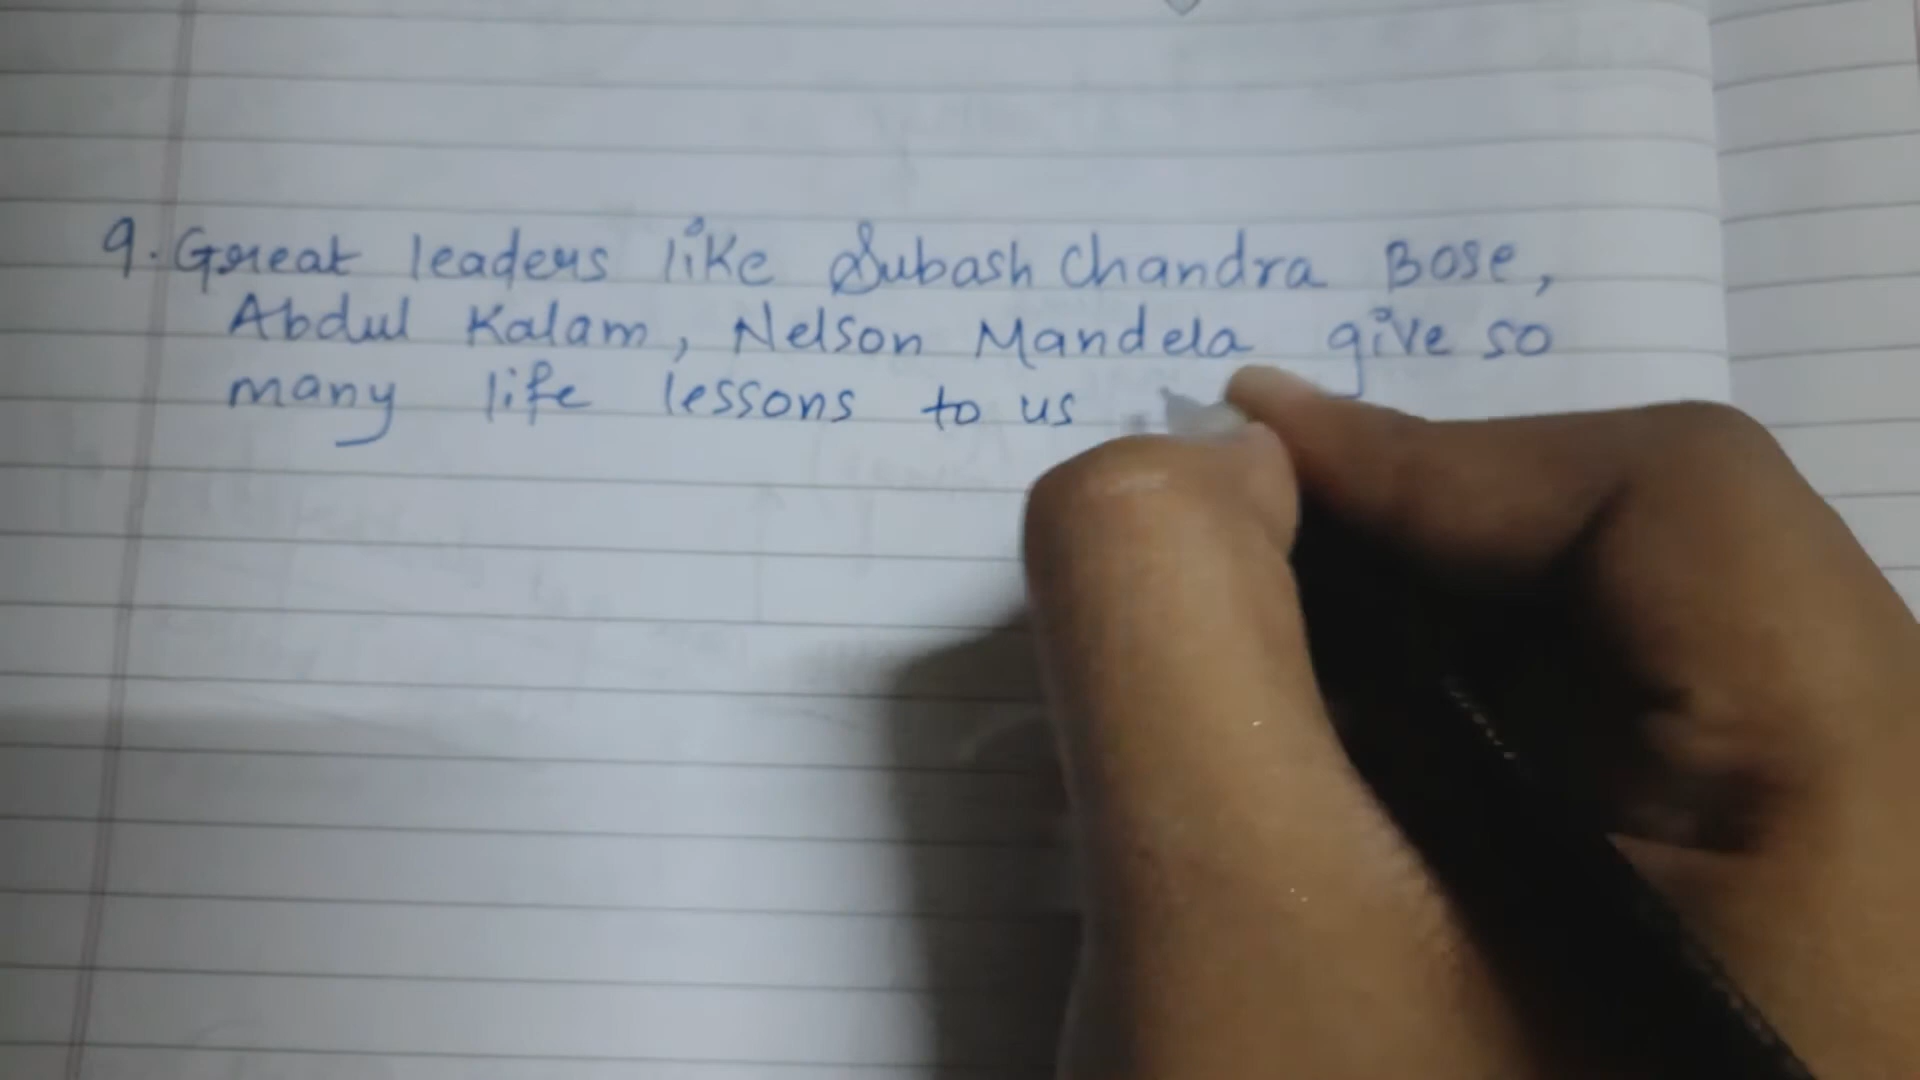 9. Great leaders like Subash Chandra Bose,
Abdul Kalam, Nelson Mandela give so
many life lessons to us